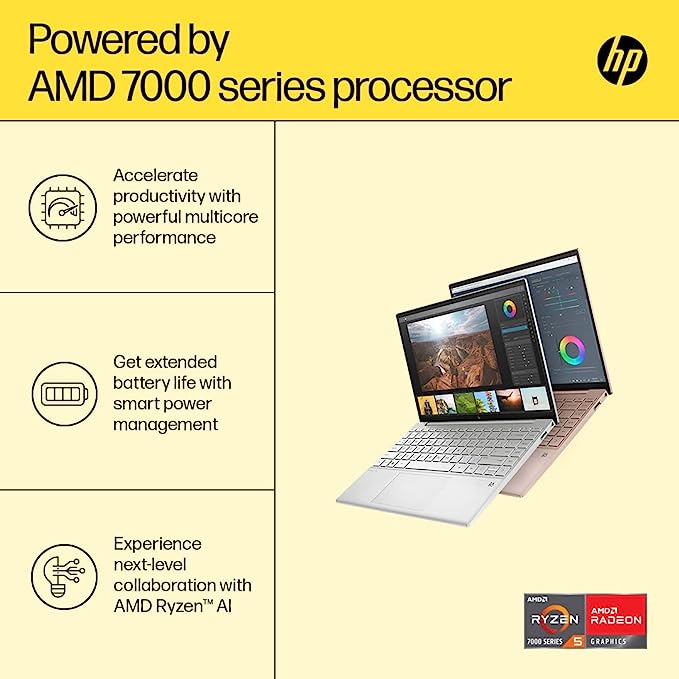 Powered by
AMD 7000 series processor
hp
Accelerate
productivity with
powerful multicore
performance
Get extended
battery life with
smart power
management
Experience
next-level
collaboration with
AMD Ryzen™ AI
AMD
RYZEN
7000 SERIES 5
AMD
RADEON
GRAPHICS